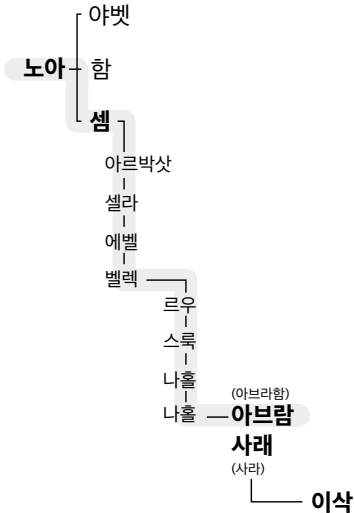 야벳
노아 함
셈
아르박삿
셀라
에벨
벨렉
르우
스룩
나홀
(아브라함)
나홀 아브람
사래
(사라)
이삭